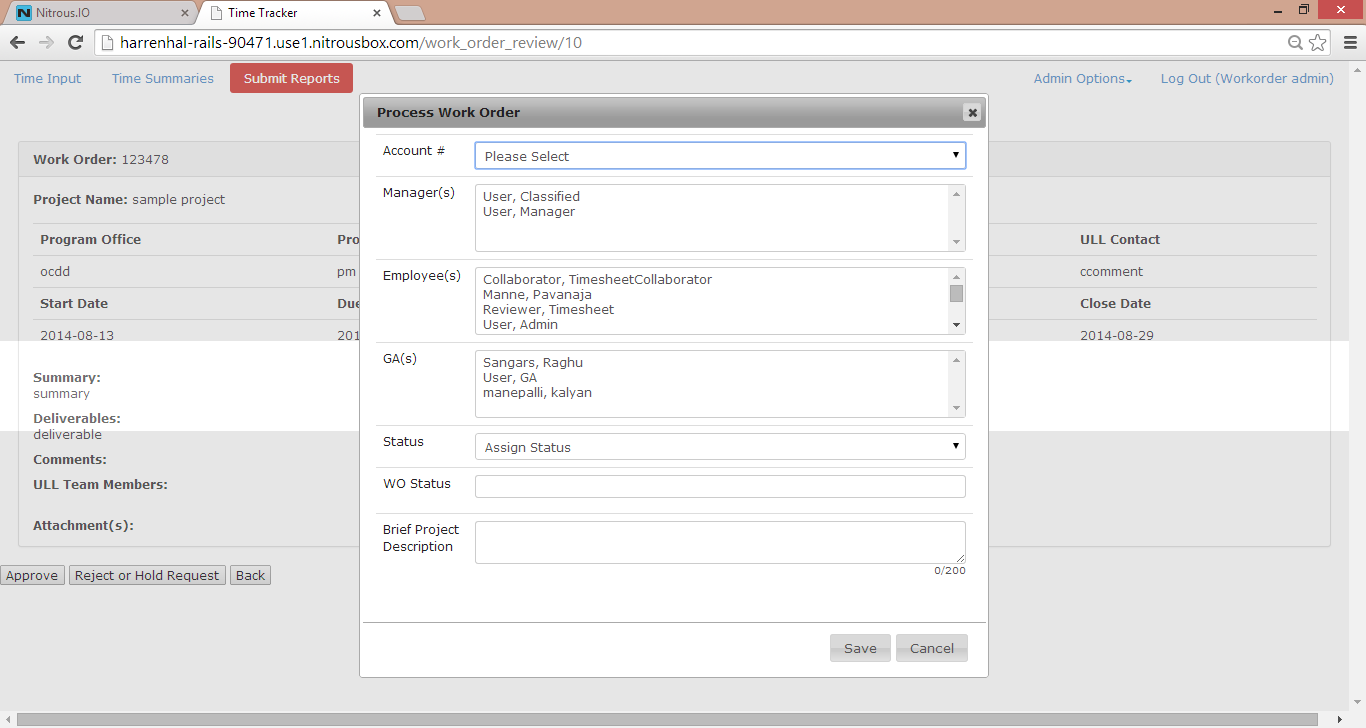 Nitrous.IO
Time Tracker
harrenhal-rails-90471.use1.nitrousbox.com/work_order_review/10
Time Input
Time Summaries
Submit Reports
Admin Options
Log Out (Workorder admin)
Work Order: 123478
Project Name: sample project
Program Office
Pro
ULL Contact
ocdd
pm
ccomment
Start Date
Due
Close Date
2014-08-13
201
2014-08-29
Summary:
summary
Deliverables:
deliverable
Comments:
ULL Team Members:
Attachment(s):
Approve
Reject or Hold Request
Back
Process Work Order
Account #
Please Select
Manager(s)
User, Classified
User, Manager
Employee(s)
Collaborator, TimesheetCollaborator
Manne, Pavanaja
Reviewer, Timesheet
User, Admin
GA(s)
Sangars, Raghu
User, GA
manepalli, kalyan
Status
Assign Status
WO Status
Brief Project
Description
0/200
Save
Cancel